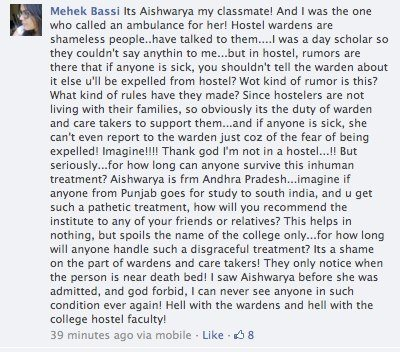 Mehek Bassi Its Aishwarya my classmate! And I was the one
who called an ambulance for her! Hostel wardens are
shameless people..have talked to them....I was a day scholar so
they couldn't say anythin to me...but in hostel, rumors are
there that if anyone is sick, you shouldn't tell the warden about
it else u'll be expelled from hostel? Wot kind of rumor is this?
What kind of rules have they made? Since hostelers are not
living with their families, so obviously its the duty of warden
and care takers to support them...and if anyone is sick, she
can't even report to the warden just coz of the fear of being
expelled! Imagine!!!! Thank god I'm not in a hostel...!! But
seriously...for how long can anyone survive this inhuman
treatment? Aishwarya is frm Andhra Pradesh...imagine if
anyone from Punjab goes for study to south india, and u get
such a pathetic treatment, how will you recommend the
institute to any of your friends or relatives? This helps in
nothing, but spoils the name of the college only...for how long
will anyone handle such a disgraceful treatment? Its a shame
on the part of wardens and care takers! They only notice when
the person is near death bed! I saw Aishwarya before she was
admitted, and god forbid, I can never see anyone in such
condition ever again! Hell with the wardens and hell with the
college hostel faculty!
39 minutes ago via mobile · Like · 8